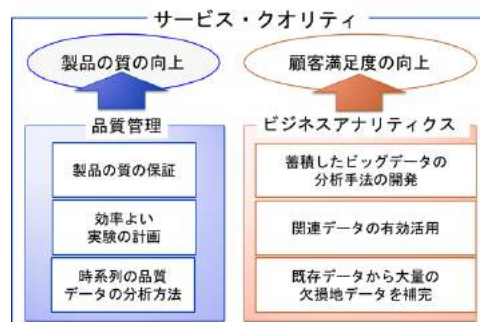 サービス・クオリティ
製品の質の向上
顧客満足度の向上
品質管理
製品の質の保証
効率よい
実験の計画
時系列の品質
データの分析方法
ビジネスアナリティクス
蓄積したビッグデータの
分析手法の開発
関連データの有効活用
既存データから大量の
欠損地データを補完